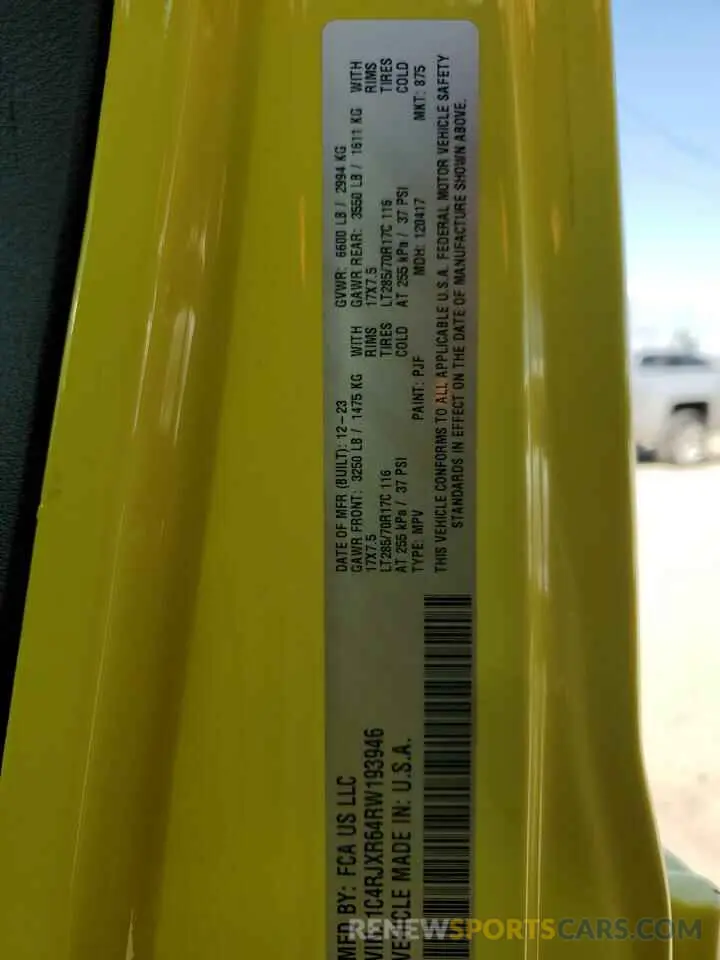 MFD BY: FCA US LLC
VIN: 1C4RJXR64RW193946
VEHICLE MADE IN: U.S.A.
DATE OF MFR (BUILT): 12-23 GVWR: 6600 LB / 2994 KG
GAWR FRONT: 3250 LB / 1475 KG WITH GAWR REAR: 3550 LB / 1611 KG WITH
17X7.5 RIMS 17X7.5 RIMS
LT285/70R17C 116 TIRES LT285/70R17C 116 TIRES
AT 255 kPa / 37 PSI COLD AT 255 kPa / 37 PSI COLD
TYPE: MPV PAINT: PJF MDH: 120417 MKT: 875
THIS VEHICLE CONFORMS TO ALL APPLICABLE U.S.A. FEDERAL MOTOR VEHICLE SAFETY
STANDARDS IN EFFECT ON THE DATE OF MANUFACTURE SHOWN ABOVE.
RENEWSPORTSCARS.COM